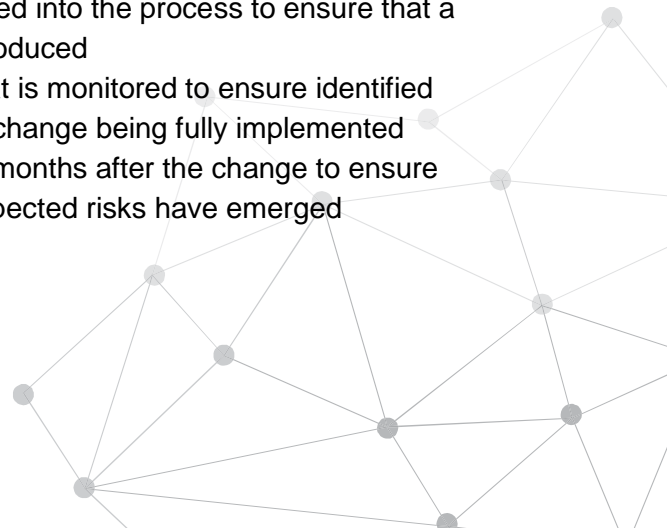 ed into the process to ensure that a
oduced
t is monitored to ensure identified
change being fully implemented
months after the change to ensure
pected risks have emerged